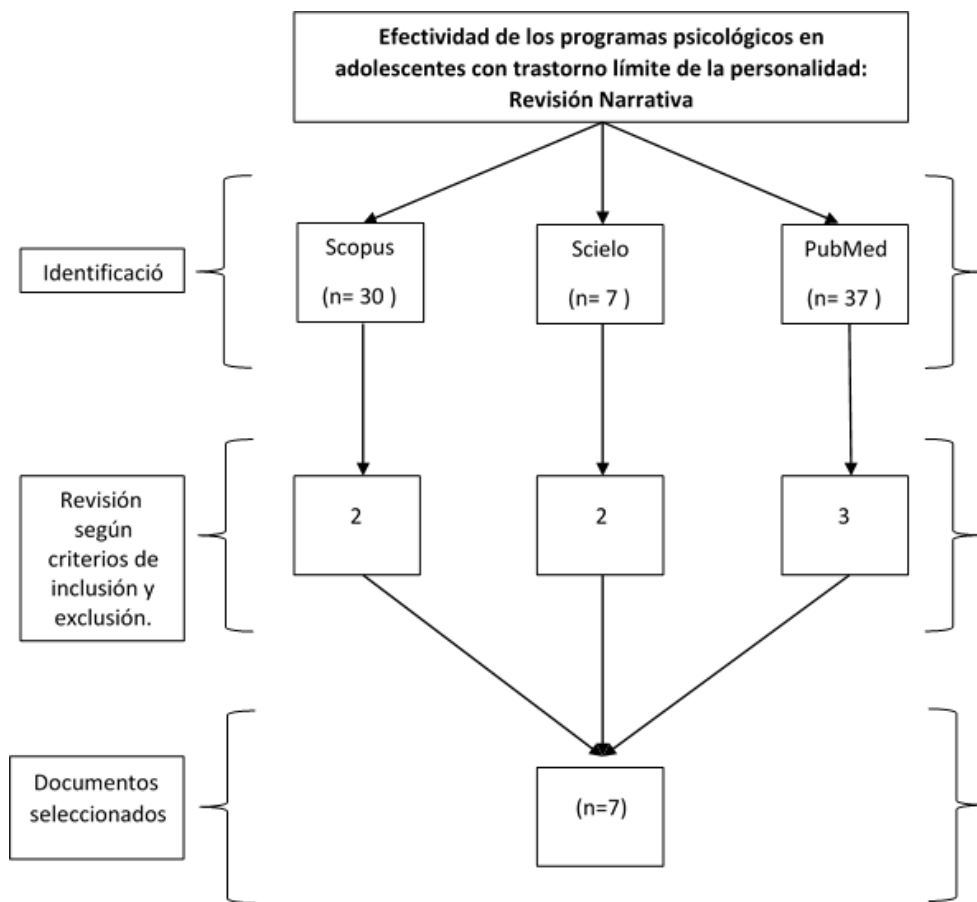 Efectividad de los programas psicológicos en
adolescentes con trastorno límite de la personalidad:
Revisión Narrativa
Identificació
Scopus
(n= 30 )
Scielo
(n= 7 )
PubMed
(n= 37 )
Revisión
según
criterios de
inclusión y
exclusión.
2
2
3
Documentos
seleccionados
(n=7)